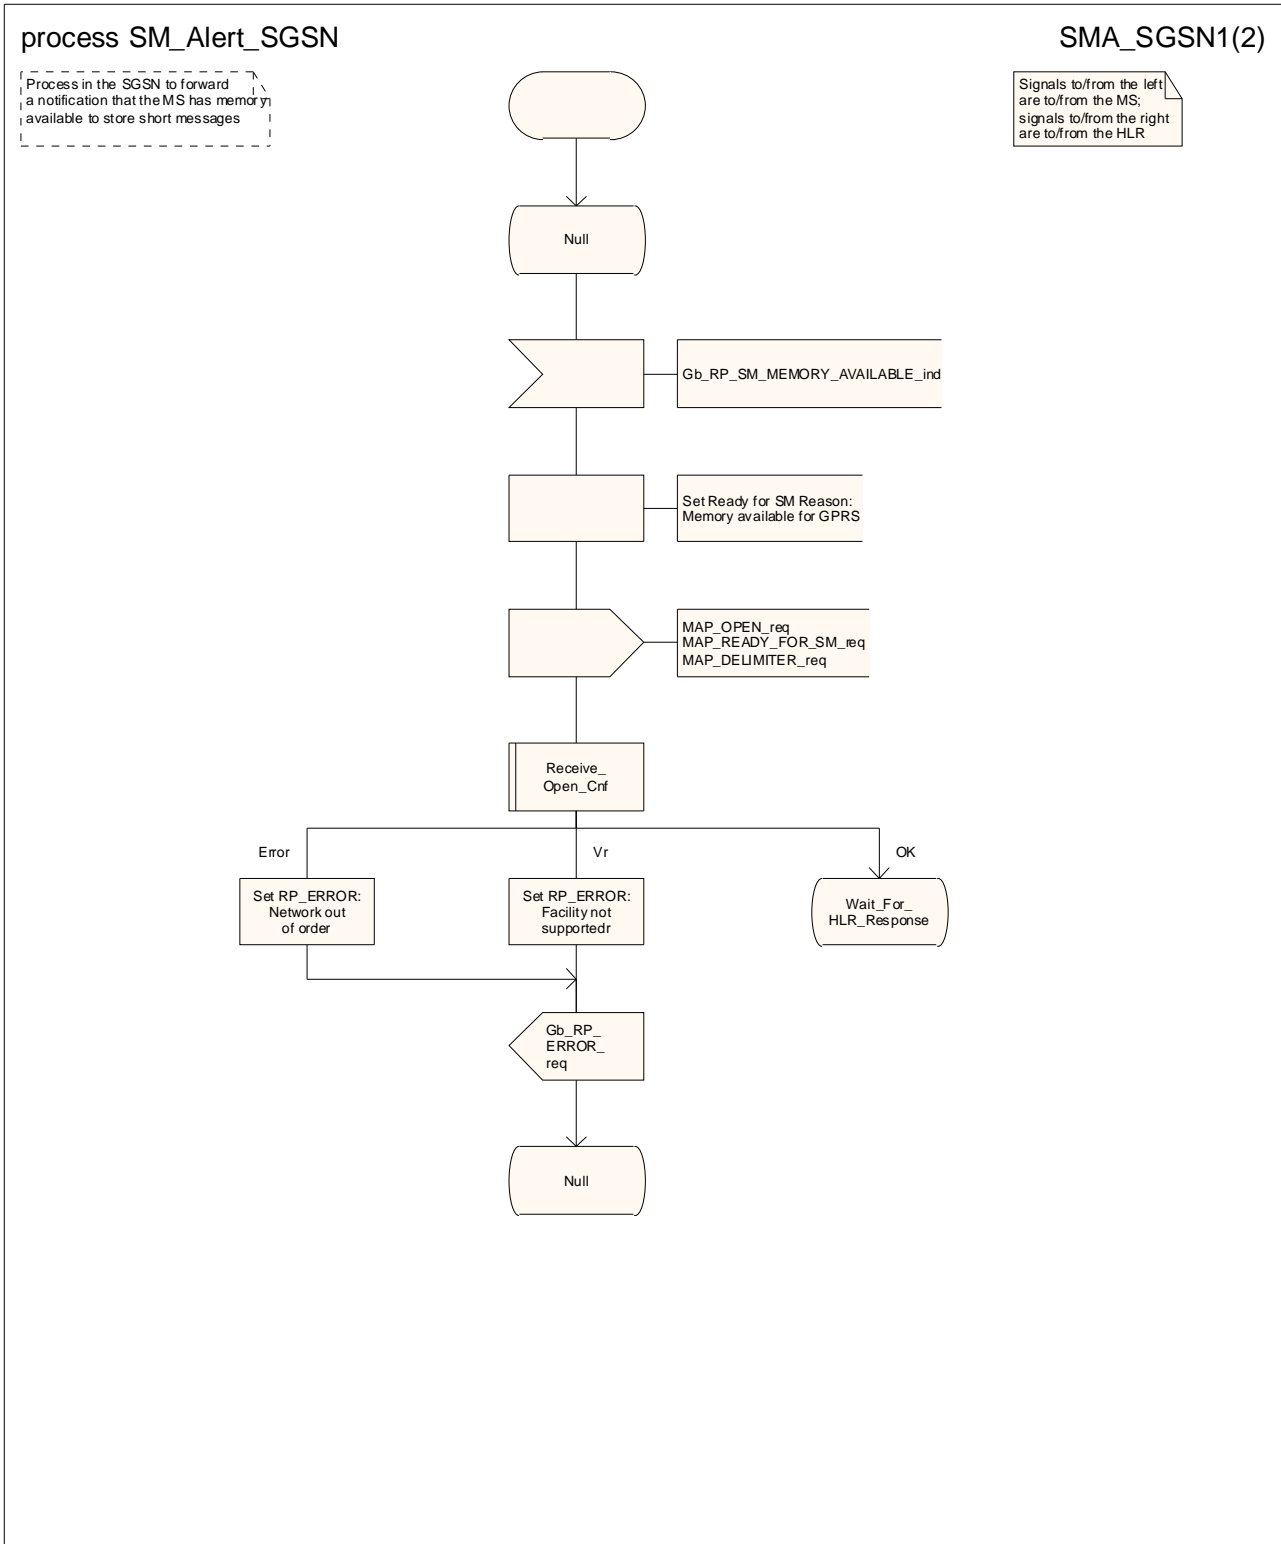 process SM_Alert_SGSN
SMA_SGSN1(2)
Process in the SGSN to forward
a notification that the MS has memory
available to store short messages
Signals to/from the left
are to/from the MS;
signals to/from the right
are to/from the HLR
Null
Gb_RP_SM_MEMORY_AVAILABLE_ind
Set Ready for SM Reason:
Memory available for GPRS
MAP_OPEN_req
MAP_READY_FOR_SM_req
MAP_DELIMITER_req
Receive_
Open_Cnf
Error
Vr
OK
Set RP_ERROR:
Network out
of order
Set RP_ERROR:
Facility not
supportedr
Wait_For_
HLR_Response
Gb_RP_
ERROR_
req
Null